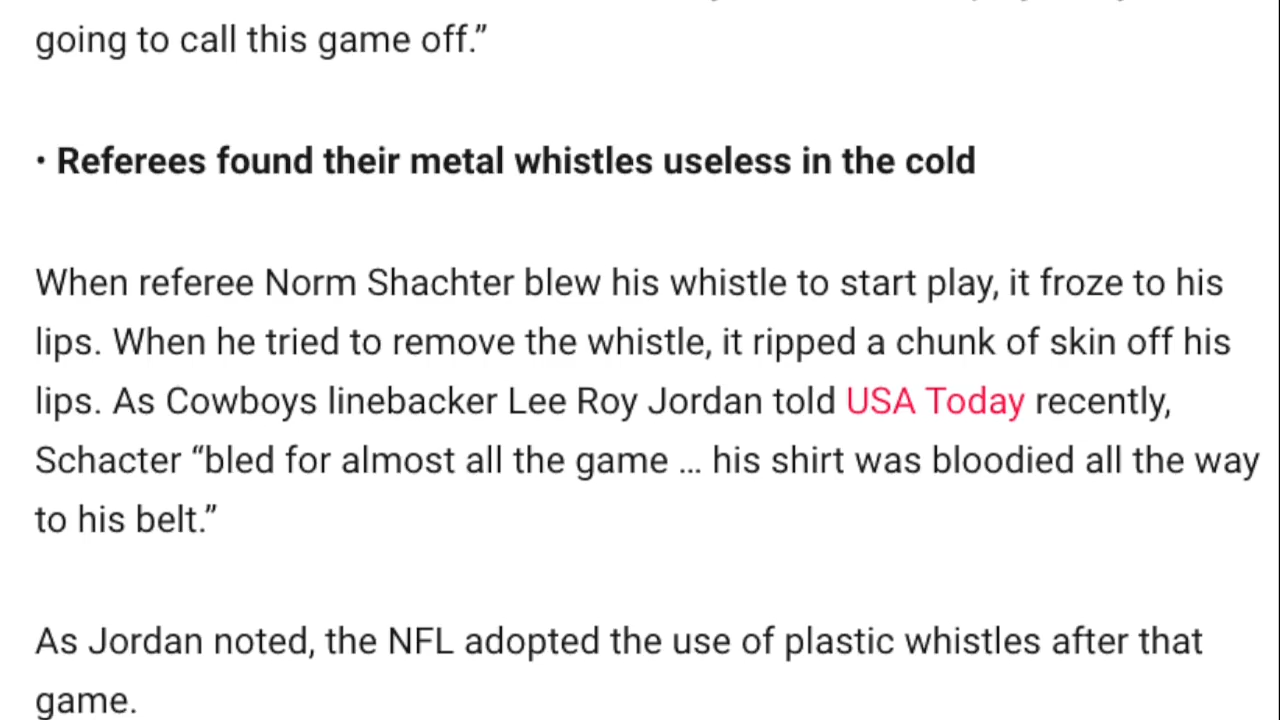 going to call this game off.”
· Referees found their metal whistles useless in the cold
When referee Norm Shachter blew his whistle to start play, it froze to his
lips. When he tried to remove the whistle, it ripped a chunk of skin off his
lips. As Cowboys linebacker Lee Roy Jordan told USA Today recently,
Schacter “bled for almost all the game … his shirt was bloodied all the way
to his belt.”
As Jordan noted, the NFL adopted the use of plastic whistles after that
game.